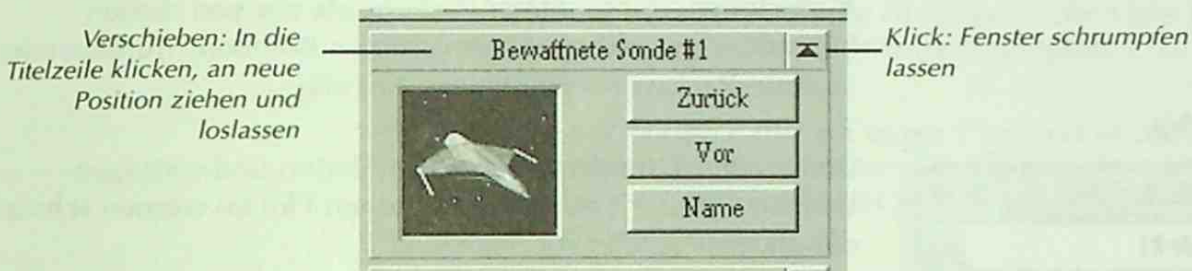 Verschieben: In die
Titelzeile klicken, an neue
Position ziehen und
loslassen
Bewaffnete Sonde #1
Zurück
Vor
Name
Klick: Fenster schrumpfen
lassen